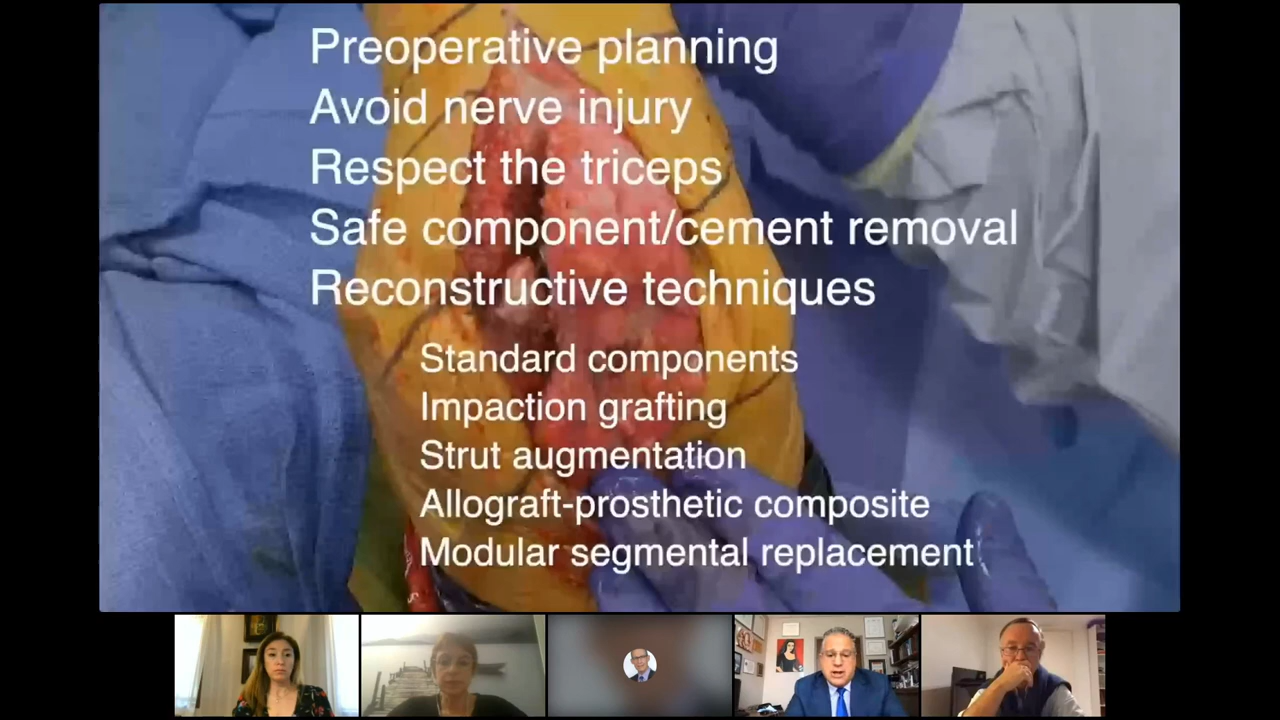 Preoperative planning
Avoid nerve injury
Respect the triceps
Safe component/cement removal
Reconstructive techniques
Standard components
Impaction grafting
Strut augmentation
Allograft-prosthetic composite
Modular segmental replacement